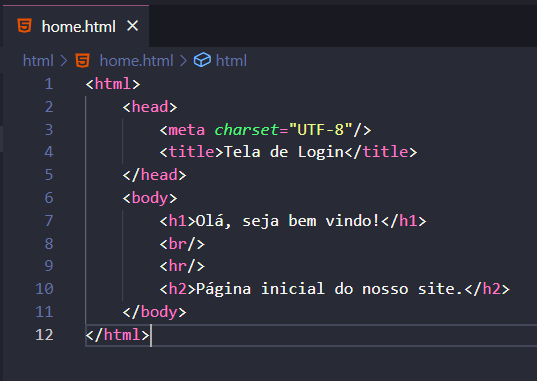 home.html
html > home.html > html
1 <html>
2 <head>
3 <meta charset="UTF-8"/>
4 <title>Tela de Login</title>
5 </head>
6 <body>
7 <h1>Olá, seja bem vindo!</h1>
8 <br/>
9 <hr/>
10 <h2>Página inicial do nosso site.</h2>
11 </body>
12 </html>